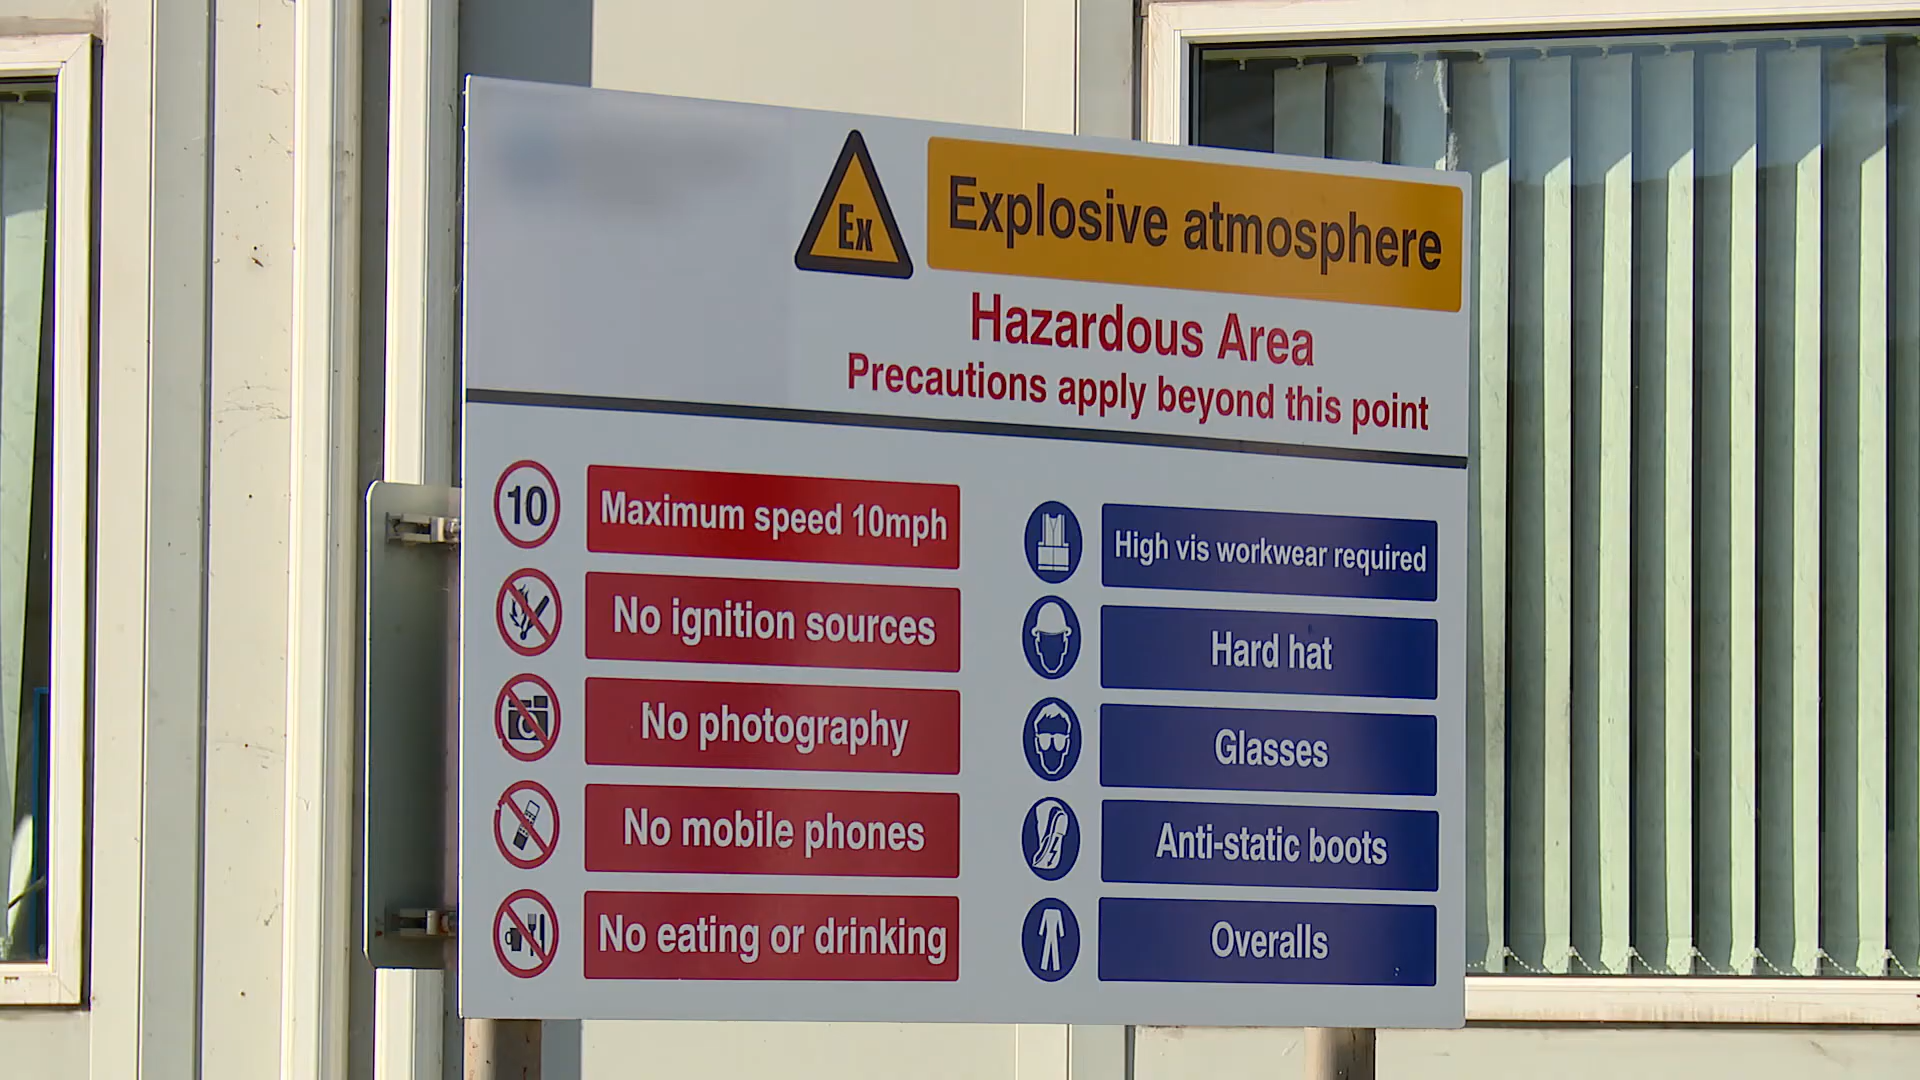 Ex
Explosive atmosphere
Hazardous Area
Precautions apply beyond this point
10
Maximum speed 10mph
No ignition sources
No photography
No mobile phones
No eating or drinking
High vis workwear required
Hard hat
Glasses
Anti-static boots
Overalls